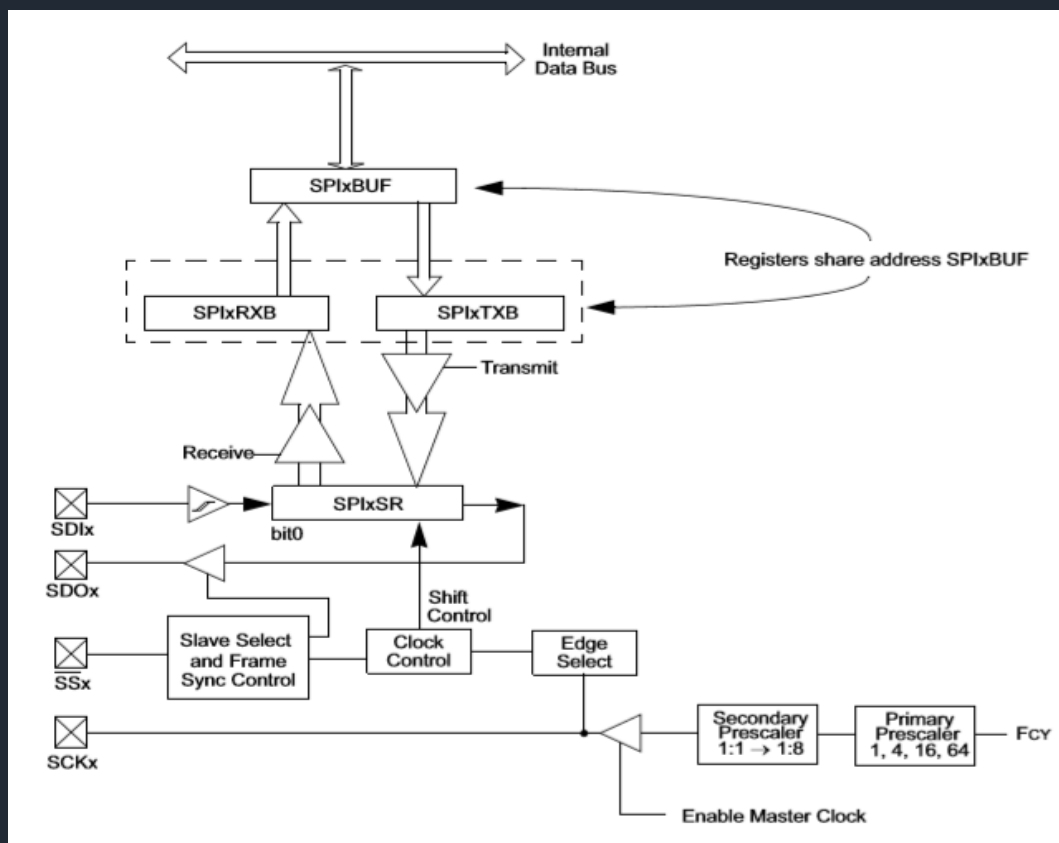 Internal
Data Bus
SPIxBUF
Registers share address SPIxBUF
SPIxRXB
SPIxTXB
Transmit
Receive
SPIxSR
bit0
SDIx
SDOx
Shift
Control
Slave Select
and Frame
Sync Control
Clock
Control
Edge
Select
SSx
Secondary
Prescaler
1:1 → 1:8
Primary
Prescaler
1, 4, 16, 64
FCY
SCKx
Enable Master Clock